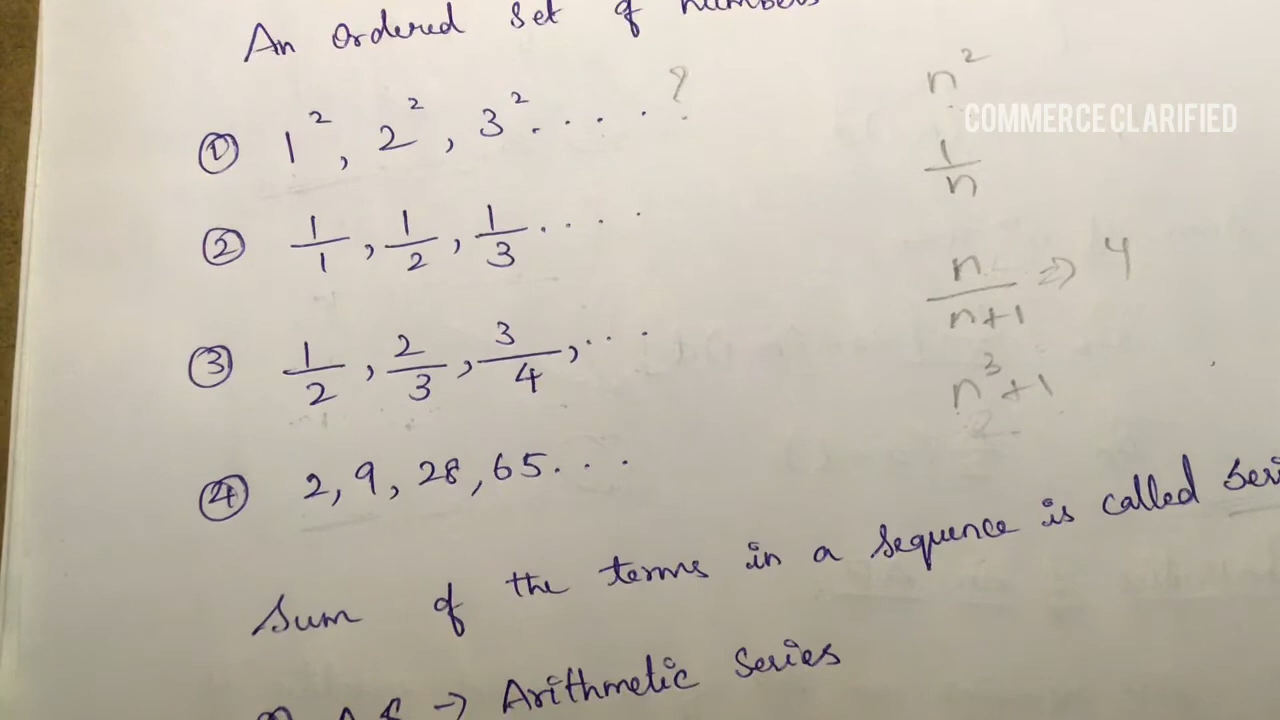 An ordered set of numbers
① 1², 2², 3² . . . . ? n²
COMMERCE CLARIFIED
② 1/1, 1/2, 1/3 . . . . 1/n
③ 1/2, 2/3, 3/4, . . . n/n+1 => 4
④ 2, 9, 28, 65 . . . n³+1
Sum of the terms in a sequence is called
→ Arithmetic Series